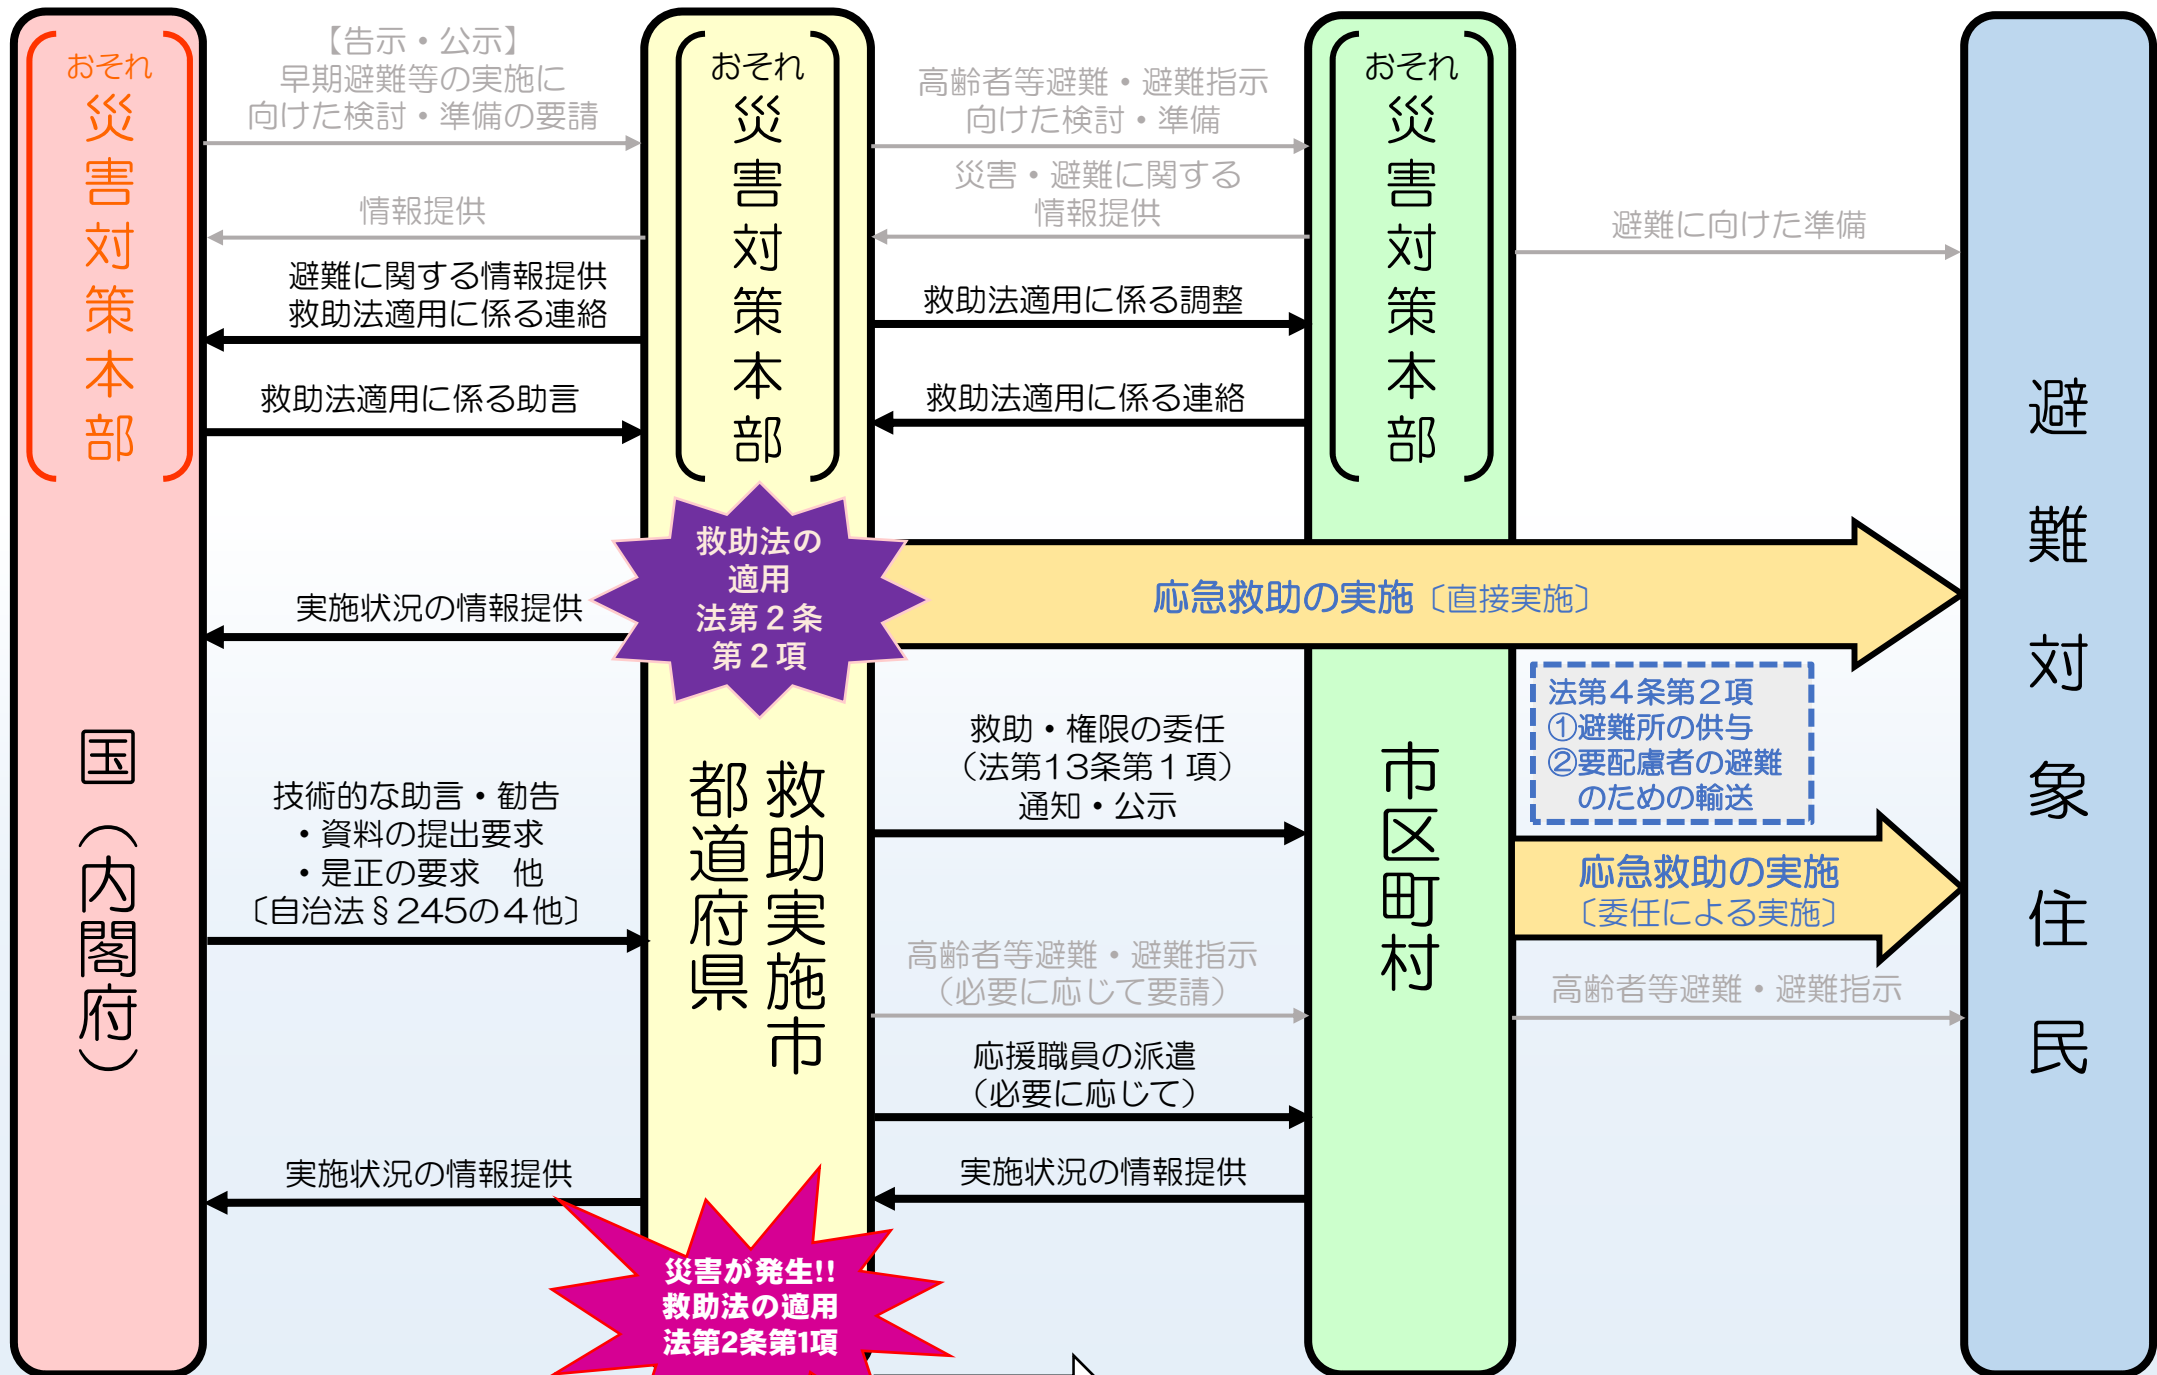 おそれ
災害対策本部
国（内閣府）
【告示・公示】
早期避難等の実施に
向けた検討・準備の要請
情報提供
避難に関する情報提供
救助法適用に係る連絡
救助法適用に係る助言
実施状況の情報提供
技術的な助言・勧告
・資料の提出要求
・是正の要求　他
〔自治法§245の４他〕
実施状況の情報提供
おそれ
災害対策本部
救助法の
適用
法第２条
第２項
救助実施市
都道府県
災害が発生!!
救助法の適用
法第2条第1項
高齢者等避難・避難指示
向けた検討・準備
災害・避難に関する
情報提供
救助法適用に係る調整
救助法適用に係る連絡
応急救助の実施〔直接実施〕
救助・権限の委任
（法第13条第１項）
通知・公示
高齢者等避難・避難指示
（必要に応じて要請）
応援職員の派遣
（必要に応じて）
実施状況の情報提供
おそれ
災害対策本部
市区町村
避難に向けた準備
法第４条第２項
①避難所の供与
②要配慮者の避難
のための輸送
応急救助の実施
〔委任による実施〕
高齢者等避難・避難指示
避難対象住民